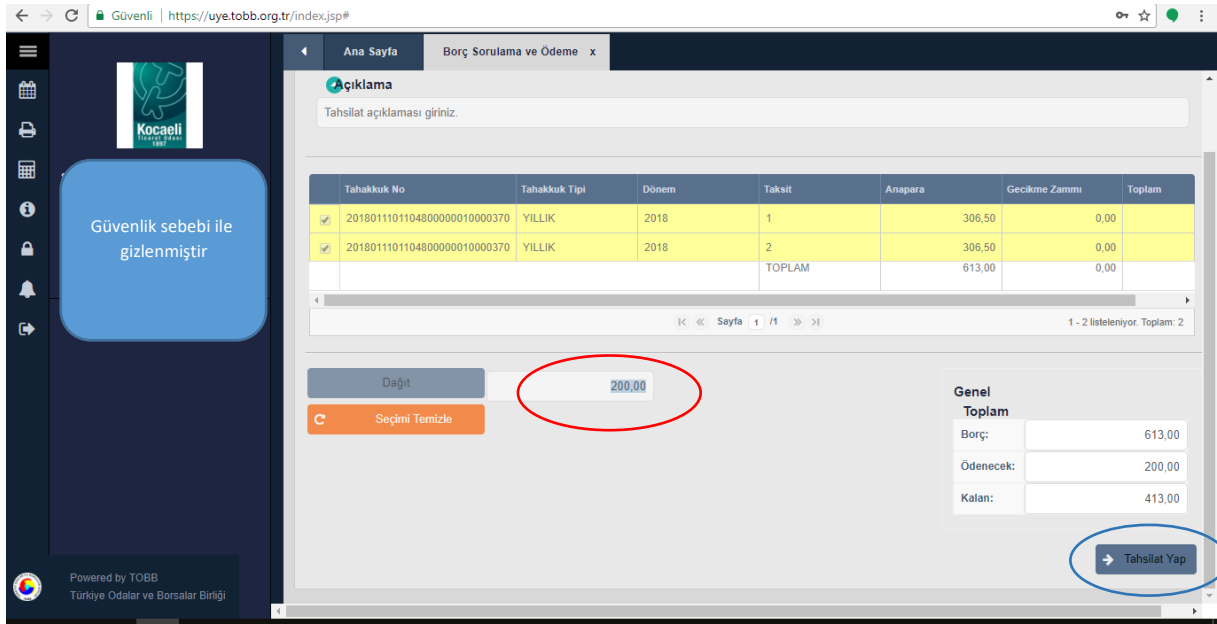 Güvenli | https://uye.tobb.org.tr/index.jsp#
Ana Sayfa
Borç Sorulama ve Ödeme x
Kocaeli
Ticaret Odası
1897
Güvenlik sebebi ile
gizlenmiştir
Açıklama
Tahsilat açıklaması giriniz.
Tahakkuk No Tahakkuk Tipi Dönem Taksit Anapara Gecikme Zammı Toplam
2018011101104800000010000370 YILLIK 2018 1 306,50 0,00
2018011101104800000010000370 YILLIK 2018 2 306,50 0,00
TOPLAM 613,00 0,00
Sayfa 1 /1
1 - 2 listeleniyor. Toplam: 2
Dağıt
200,00
Seçimi Temizle
Genel
Toplam
Borç: 613,00
Ödenecek: 200,00
Kalan: 413,00
Tahsilat Yap
Powered by TOBB
Türkiye Odalar ve Borsalar Birliği